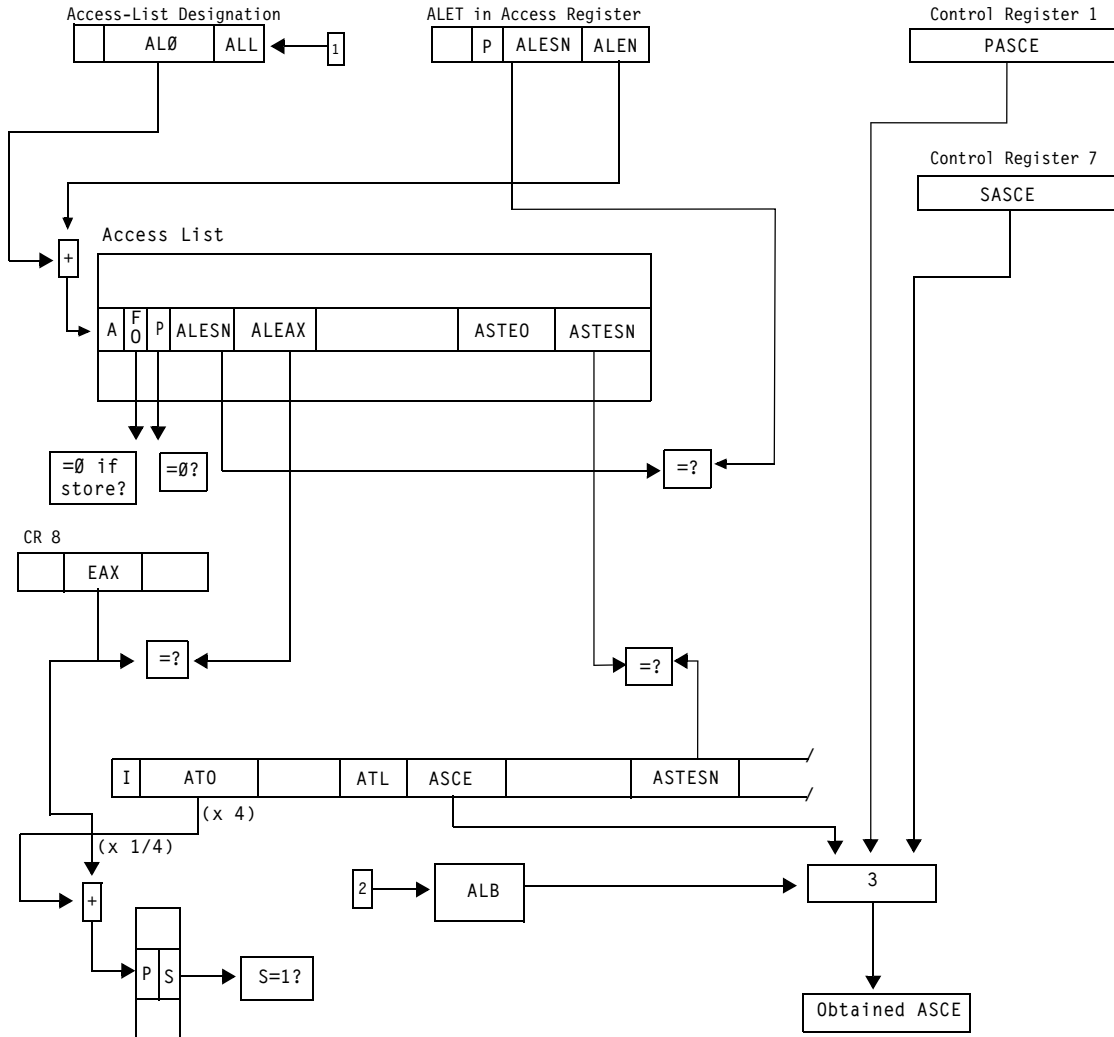 Access-List Designation
ALØ ALL
1
ALET in Access Register
P ALESN ALEN
Control Register 1
PASCE
Control Register 7
SASCE
+
Access List
A FO P ALESN ALEAX ASTEO ASTESN
=Ø if
store?
=Ø?
=?
CR 8
EAX
=?
=?
I ATO ATL ASCE ASTESN
(x 4)
(x 1/4)
+
2
ALB
3
P S
S=1?
Obtained ASCE